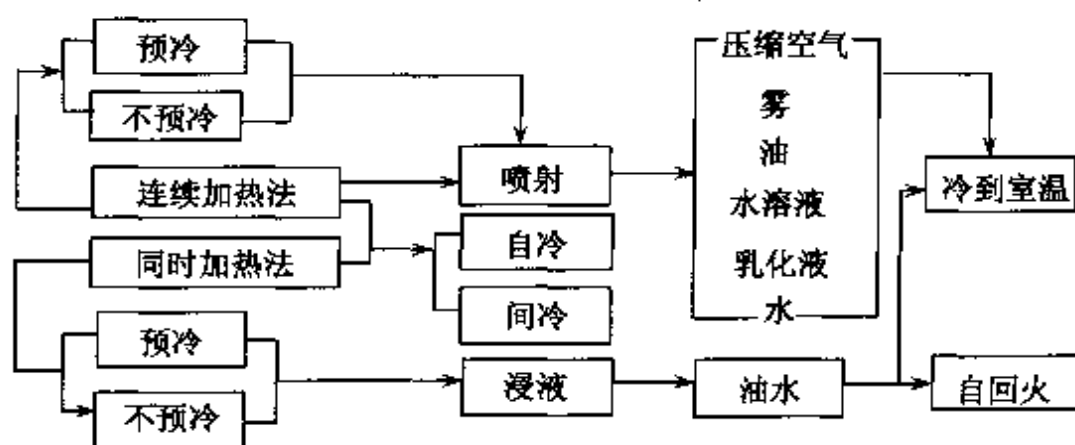 预冷
不预冷
连续加热法
同时加热法
预冷
不预冷
喷射
自冷
间冷
浸液
压缩空气
雾
油
水溶液
乳化液
水
油水
冷到室温
自回火